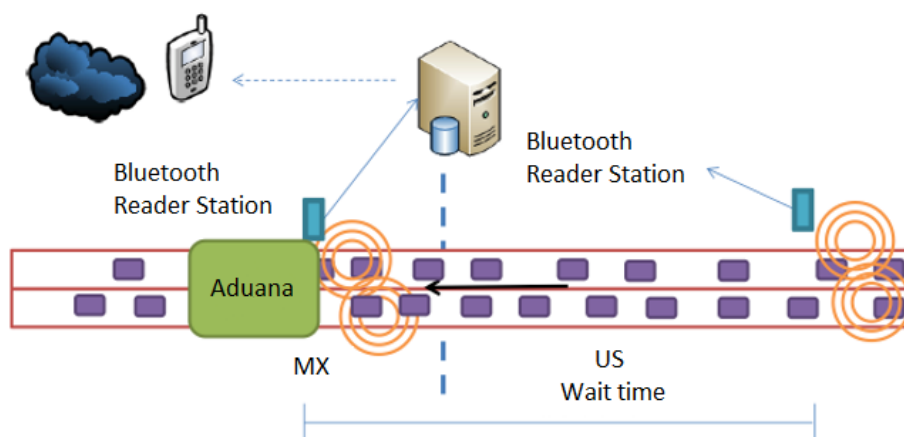 Bluetooth
Reader Station
Bluetooth
Reader Station
Aduana
MX
US
Wait time